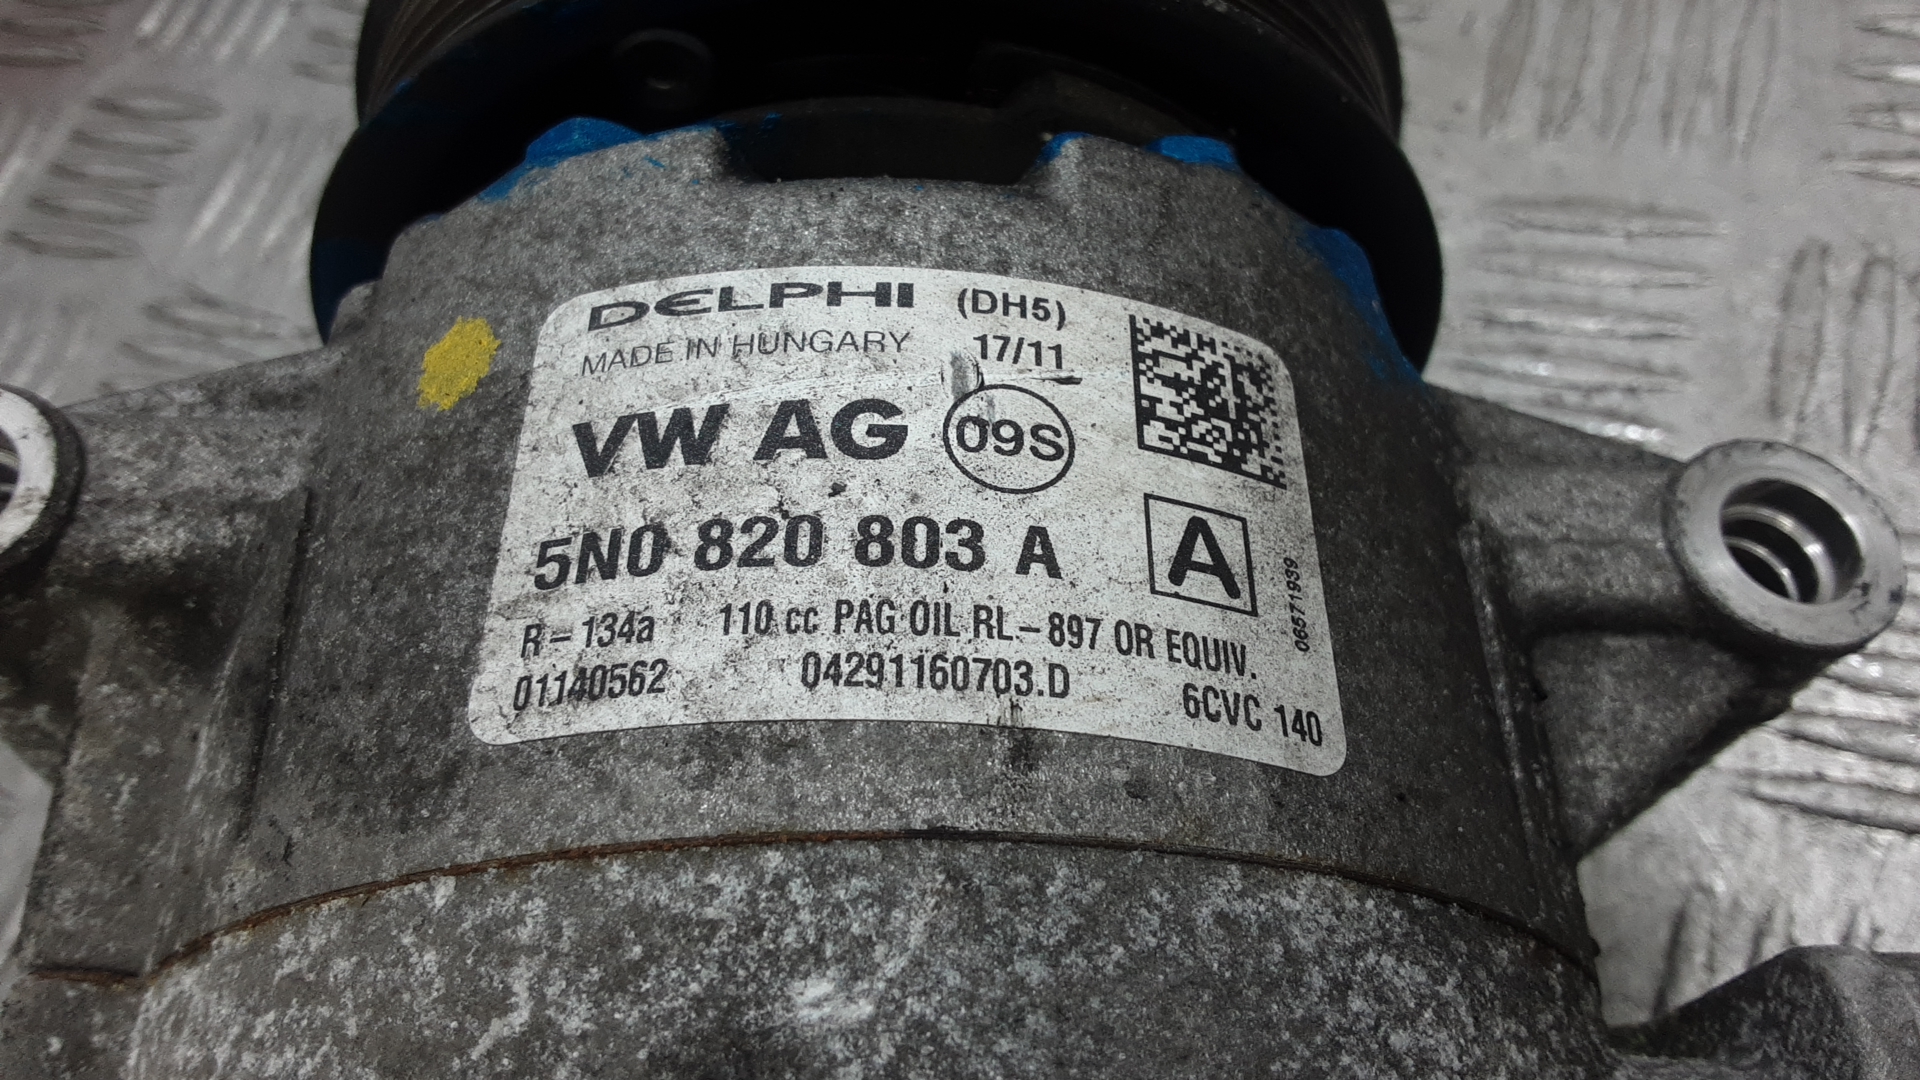 DELPHI (DH5)
MADE IN HUNGARY 17/11
VW AG 09S
5N0 820 803 A A
R-134a 110 cc PAG OIL RL-897 OR EQUIV.
01140562 04291160703.D 6CVC 140
06571939